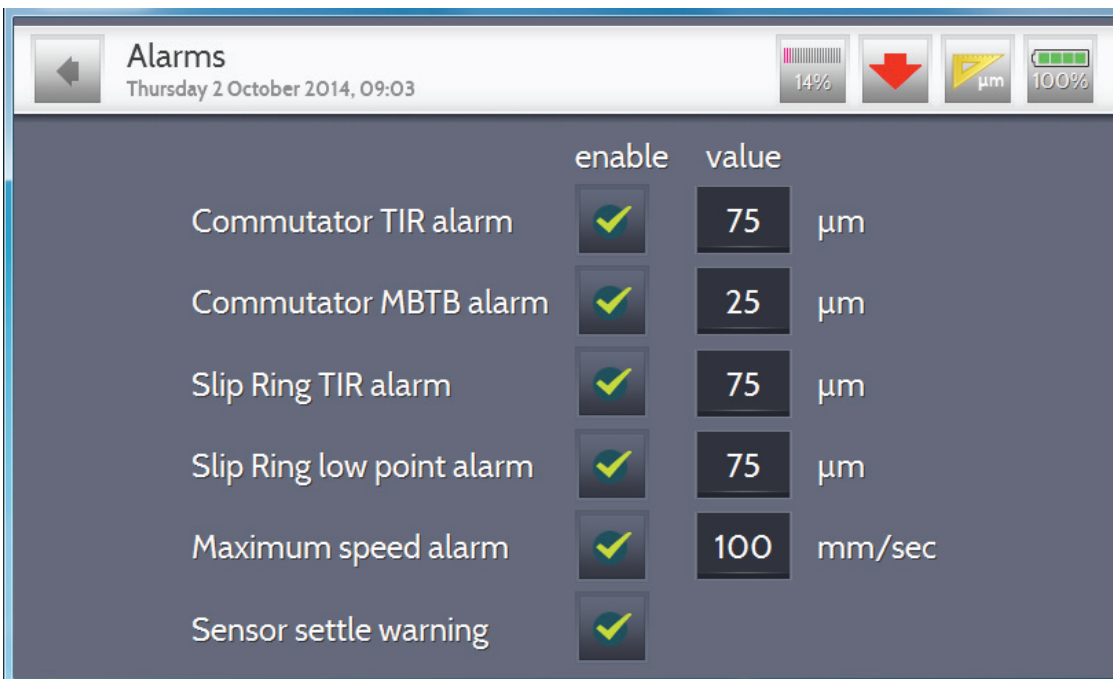 Alarms
Thursday 2 October 2014, 09:03
14%
µm
100%
enable value
Commutator TIR alarm 75 µm
Commutator MBTB alarm 25 µm
Slip Ring TIR alarm 75 µm
Slip Ring low point alarm 75 µm
Maximum speed alarm 100 mm/sec
Sensor settle warning